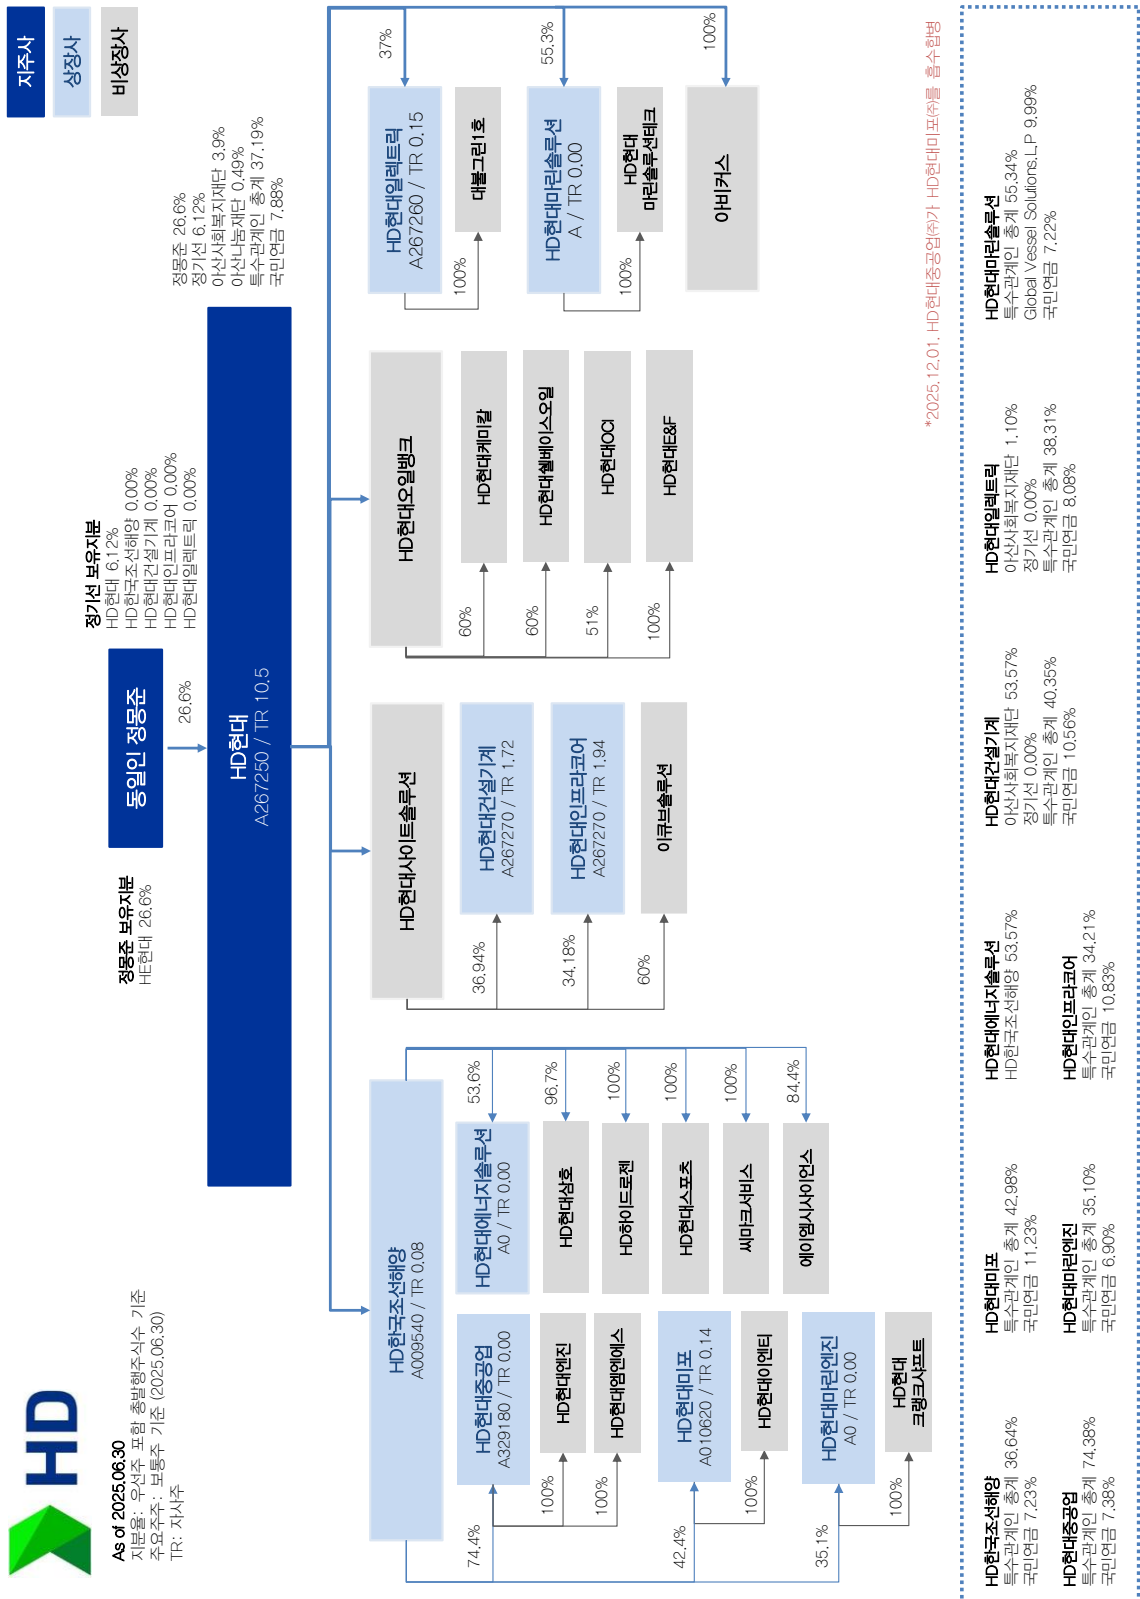 HD
As of 2025.06.30
지분율: 우선주 포함 총발행주식수 기준
주요주주: 보통주 기준 (2025.06.30)
TR: 자사주
지주사
상장사
비상장사
정몽준 보유지분
HE현대 26.6%
동일인 정몽준
26.6%
정기선 보유지분
HD현대 6.12%
HD한국조선해양 0.00%
HD현대건설기계 0.00%
HD현대인프라코어 0.00%
HD현대일렉트릭 0.00%
정몽준 26.6%
정기선 6.12%
아산사회복지재단 3.9%
아산나눔재단 0.49%
특수관계인 총계 37.19%
국민연금 7.88%
HD현대
A267250 / TR 10.5
HD한국조선해양
A009540 / TR 0.08
74.4%
HD현대중공업
A329180 / TR 0.00
100%
HD현대엔진
100%
HD현대엠엔에스
42.4%
HD현대미포
A010620 / TR 0.14
100%
HD현대이엔티
35.1%
HD현대마린엔진
A0 / TR 0.00
100%
HD현대
크랭크샤프트
53.6%
HD현대에너지솔루션
A0 / TR 0.00
96.7%
HD현대삼호
100%
HD하이드로젠
100%
HD현대스포츠
100%
씨마크서비스
84.4%
에이엠시사이언스
HD현대사이트솔루션
36.94%
HD현대건설기계
A267270 / TR 1.72
34.18%
HD현대인프라코어
A267270 / TR 1.94
60%
이큐브솔루션
HD현대오일뱅크
60%
HD현대케미칼
60%
HD현대쉘베이스오일
51%
HD현대OCI
100%
HD현대E&F
37%
HD현대일렉트릭
A267260 / TR 0.15
100%
대불그린1호
55.3%
HD현대마린솔루션
A / TR 0.00
100%
HD현대
마린솔루션테크
100%
아비커스
*2025.12.01. HD현대중공업(주)가 HD현대미포(주)를 흡수합병
HD한국조선해양
특수관계인 총계 36.64%
국민연금 7.23%
HD현대중공업
특수관계인 총계 74.38%
국민연금 7.38%
HD현대미포
특수관계인 총계 42.98%
국민연금 11.23%
HD현대마린엔진
특수관계인 총계 35.10%
국민연금 6.90%
HD현대에너지솔루션
HD한국조선해양 53.57%
HD현대인프라코어
특수관계인 총계 34.21%
국민연금 10.83%
HD현대건설기계
아산사회복지재단 53.57%
정기선 0.00%
특수관계인 총계 40.35%
국민연금 10.56%
HD현대일렉트릭
아산사회복지재단 1.10%
정기선 0.00%
특수관계인 총계 38.31%
국민연금 8.08%
HD현대마린솔루션
특수관계인 총계 55.34%
Global Vessel Solutions,L.P 9.99%
국민연금 7.22%